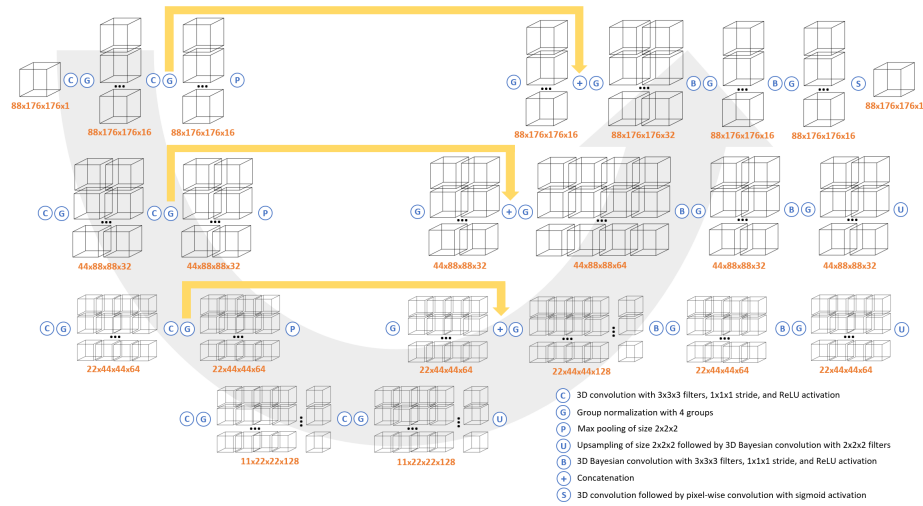 C G C G P G + G B G B G S
88x176x176x1 88x176x176x16 88x176x176x16 88x176x176x16 88x176x176x32 88x176x176x16 88x176x176x16 88x176x176x1
C G C G P G + G B G B G U
44x88x88x32 44x88x88x32 44x88x88x32 44x88x88x64 44x88x88x32 44x88x88x32
C G C G P G + G B G B G U
22x44x44x64 22x44x44x64 22x44x44x64 22x44x44x128 22x44x44x64 22x44x44x64
C G C G U
11x22x22x128 11x22x22x128
C 3D convolution with 3x3x3 filters, 1x1x1 stride, and ReLU activation
G Group normalization with 4 groups
P Max pooling of size 2x2x2
U Upsampling of size 2x2x2 followed by 3D Bayesian convolution with 2x2x2 filters
B 3D Bayesian convolution with 3x3x3 filters, 1x1x1 stride, and ReLU activation
+ Concatenation
S 3D convolution followed by pixel-wise convolution with sigmoid activation